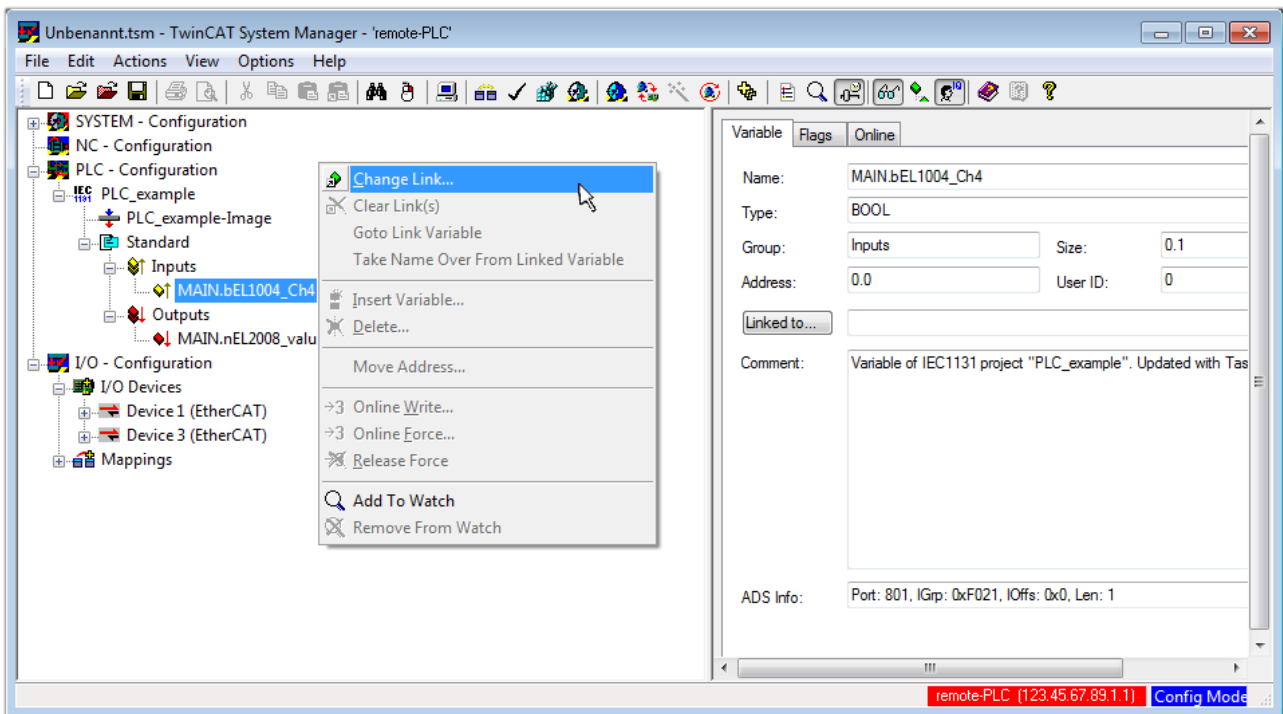 Unbenannt.tsm - TwinCAT System Manager - 'remote-PLC'
File Edit Actions View Options Help
SYSTEM - Configuration
NC - Configuration
PLC - Configuration
IEC 1131 PLC_example
PLC_example-Image
Standard
Inputs
MAIN.bEL1004_Ch4
Outputs
MAIN.nEL2008_valu
I/O - Configuration
I/O Devices
Device 1 (EtherCAT)
Device 3 (EtherCAT)
Mappings
Change Link...
Clear Link(s)
Goto Link Variable
Take Name Over From Linked Variable
Insert Variable...
Delete...
Move Address...
→3 Online Write...
→3 Online Force...
Release Force
Add To Watch
Remove From Watch
Variable Flags Online
Name: MAIN.bEL1004_Ch4
Type: BOOL
Group: Inputs Size: 0.1
Address: 0.0 User ID: 0
Linked to...
Comment: Variable of IEC1131 project "PLC_example". Updated with Tas
ADS Info: Port: 801, IGrp: 0xF021, IOffs: 0x0, Len: 1
remote-PLC (123.45.67.89.1.1) Config Mode